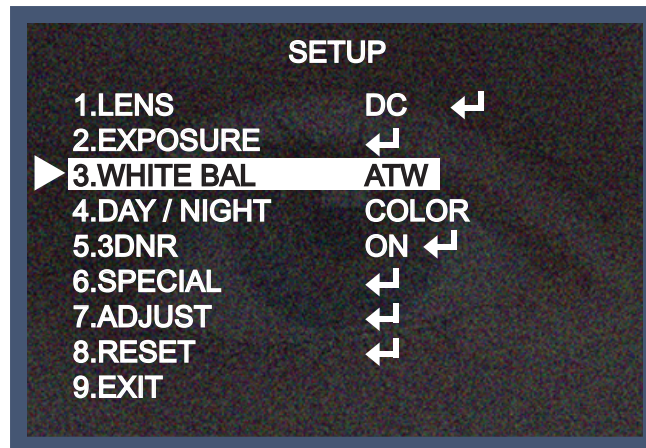 SETUP
1.LENS DC ↵
2.EXPOSURE ↵
3.WHITE BAL ATW
4.DAY / NIGHT COLOR
5.3DNR ON ↵
6.SPECIAL ↵
7.ADJUST ↵
8.RESET ↵
9.EXIT